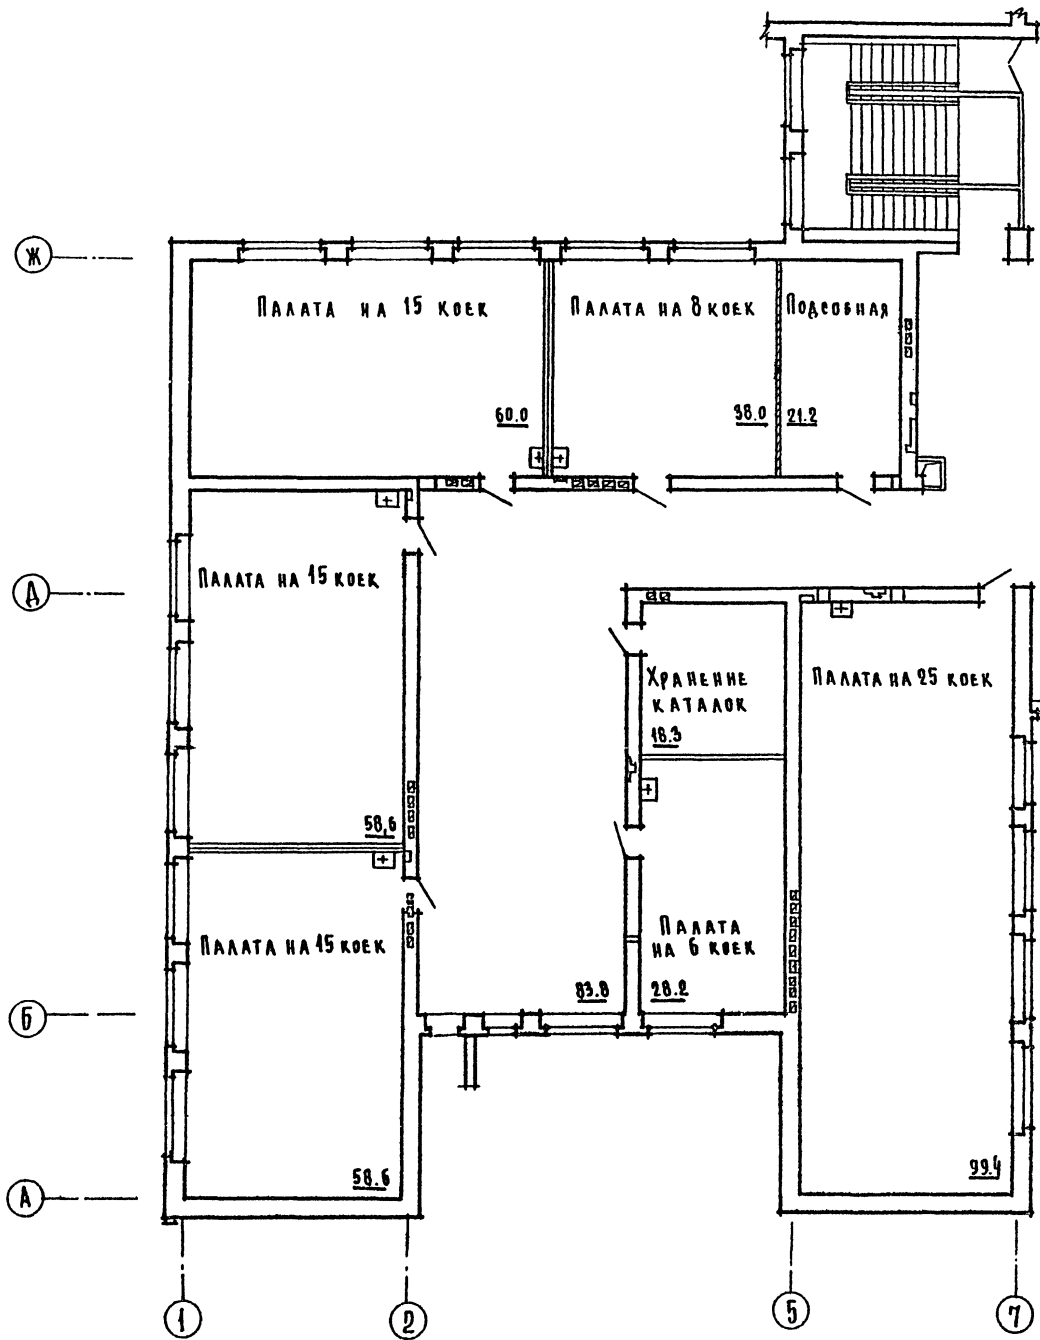 Ж
Палата на 15 коек
Палата на 8 коек
Подсобная
60.0
38.0
21.2
Д
Палата на 15 коек
Хранение
каталок
18.3
Палата на 25 коек
58,6
Палата на 15 коек
Палата
на 6 коек
83.8
28.2
Б
58.6
99.4
А
1
2
5
7